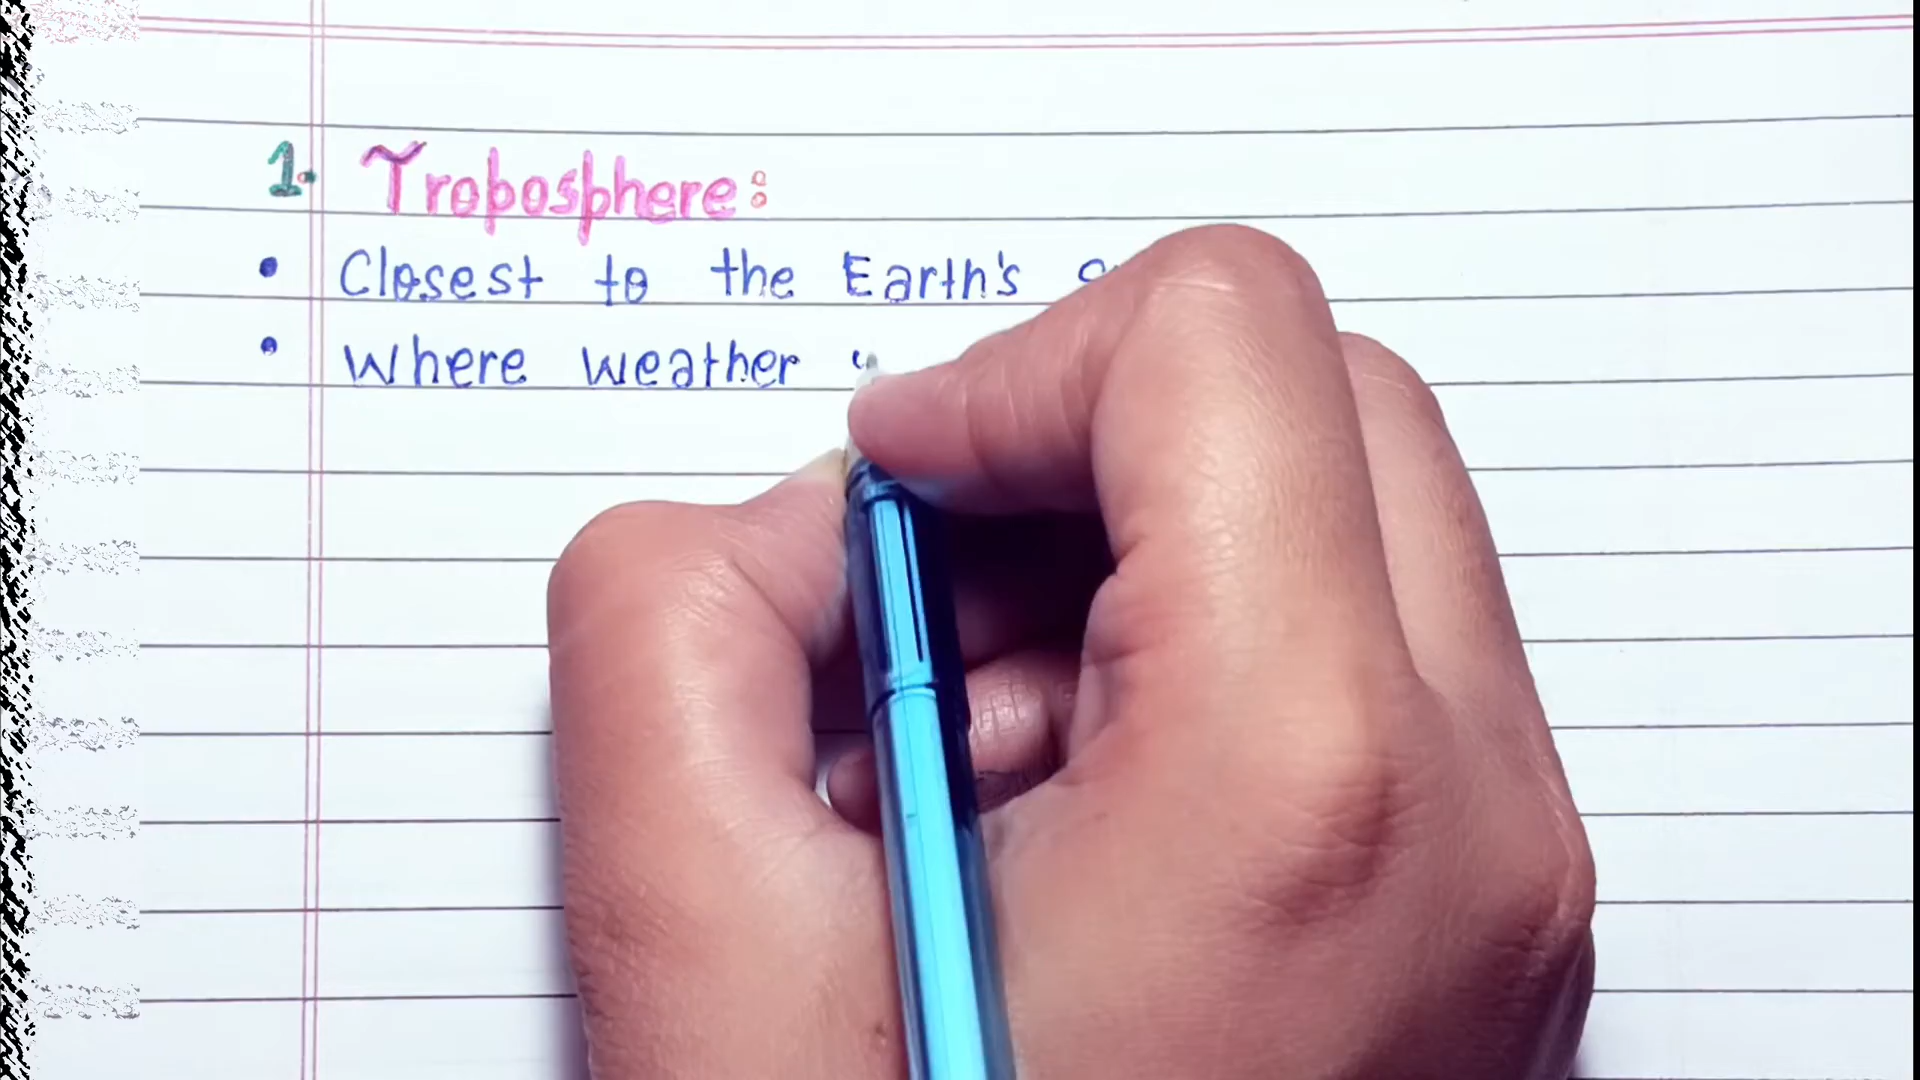 1. Troposphere:
• Closest to the Earth's
• Where weather